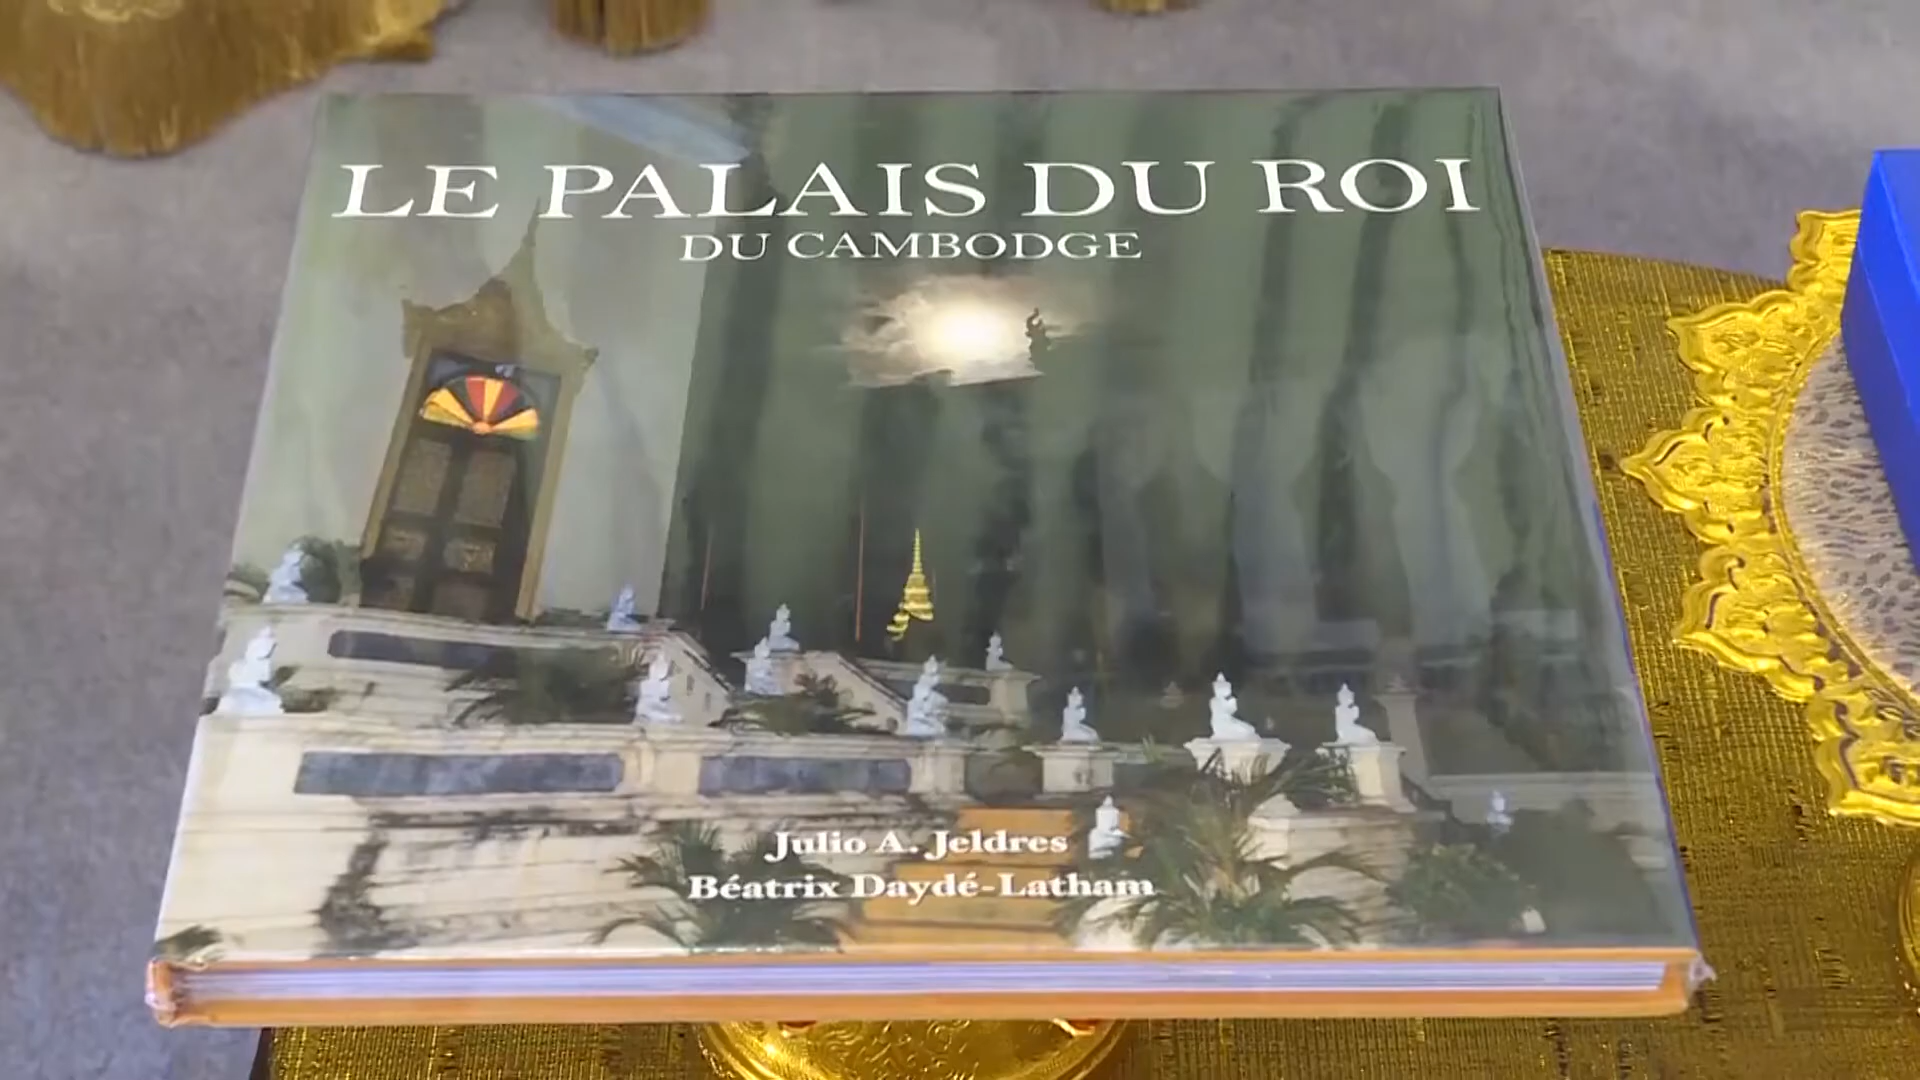 LE PALAIS DU ROI
DU CAMBODGE
Julio A. Jeldres
Béatrix Daydé-Latham